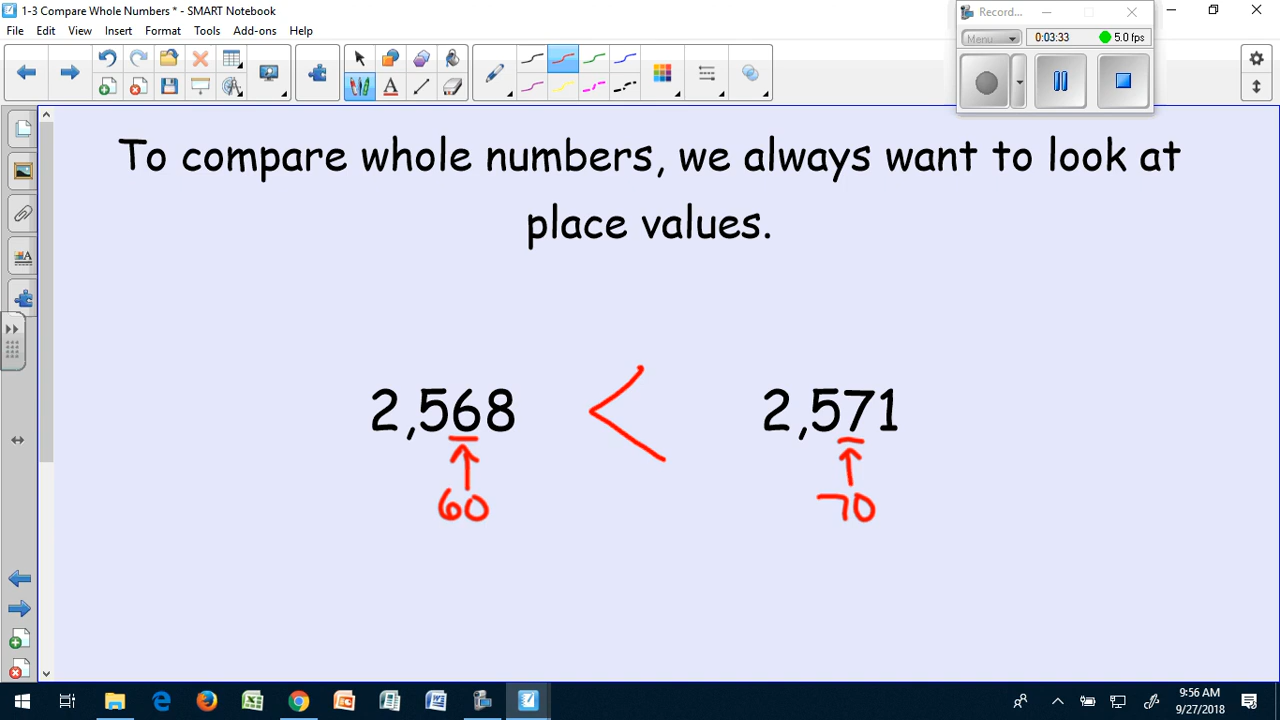 1-3 Compare Whole Numbers * - SMART Notebook
File Edit View Insert Format Tools Add-ons Help
Record...
Menu
0:03:33
5.0 fps
To compare whole numbers, we always want to look at
place values.
2,568 < 2,571
60 70
9:56 AM
9/27/2018